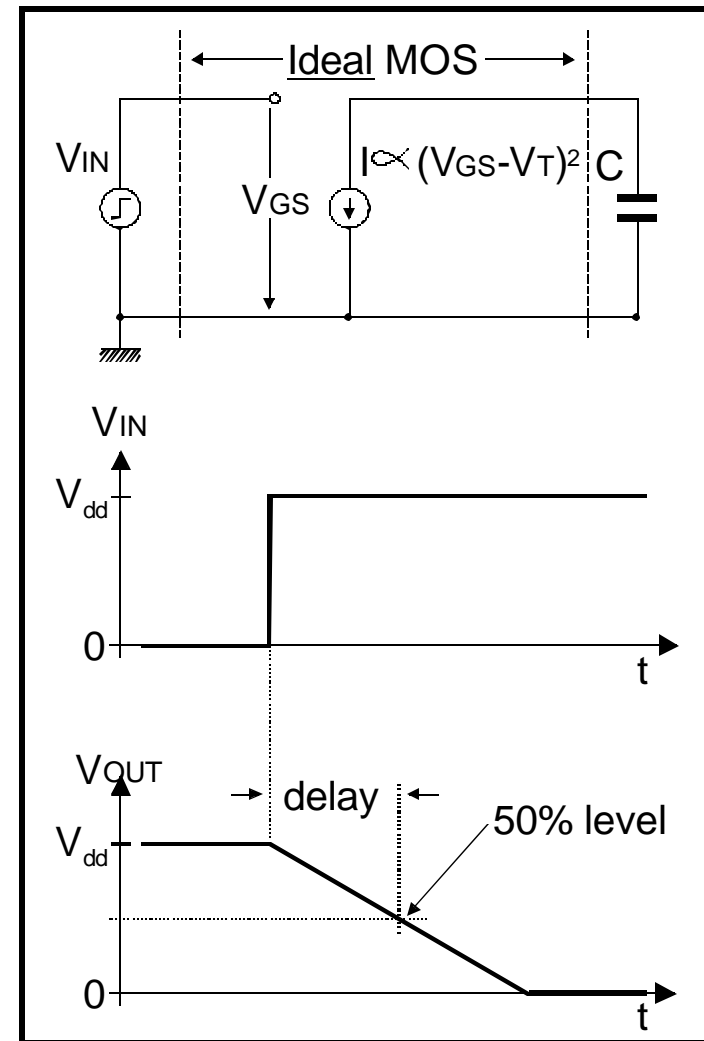 Ideal MOS
VIN
VGS
I∝(VGS-VT)² C
VIN
Vdd
0
t
VOUT
delay
50% level
Vdd
0
t